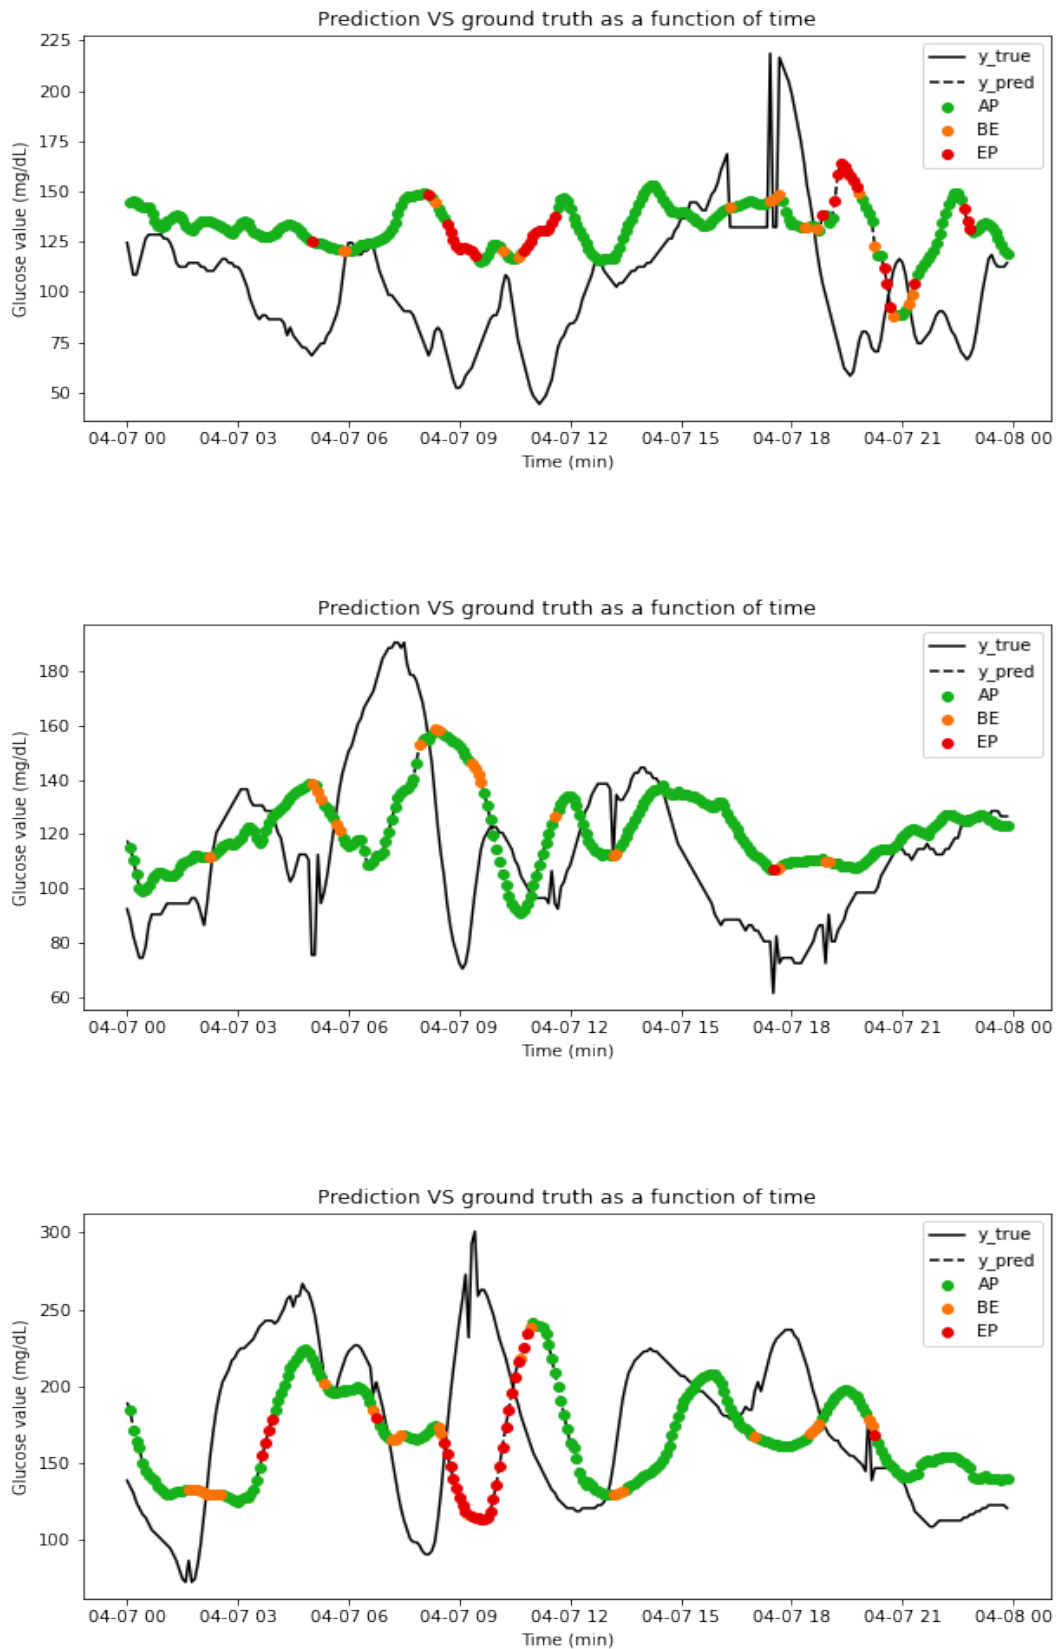 Prediction VS ground truth as a function of time
225
200
175
150
125
100
75
50
Glucose value (mg/dL)
y_true
y_pred
AP
BE
EP
04-07 00 04-07 03 04-07 06 04-07 09 04-07 12 04-07 15 04-07 18 04-07 21 04-08 00
Time (min)
Prediction VS ground truth as a function of time
180
160
140
120
100
80
60
Glucose value (mg/dL)
y_true
y_pred
AP
BE
EP
04-07 00 04-07 03 04-07 06 04-07 09 04-07 12 04-07 15 04-07 18 04-07 21 04-08 00
Time (min)
Prediction VS ground truth as a function of time
300
250
200
150
100
Glucose value (mg/dL)
y_true
y_pred
AP
BE
EP
04-07 00 04-07 03 04-07 06 04-07 09 04-07 12 04-07 15 04-07 18 04-07 21 04-08 00
Time (min)